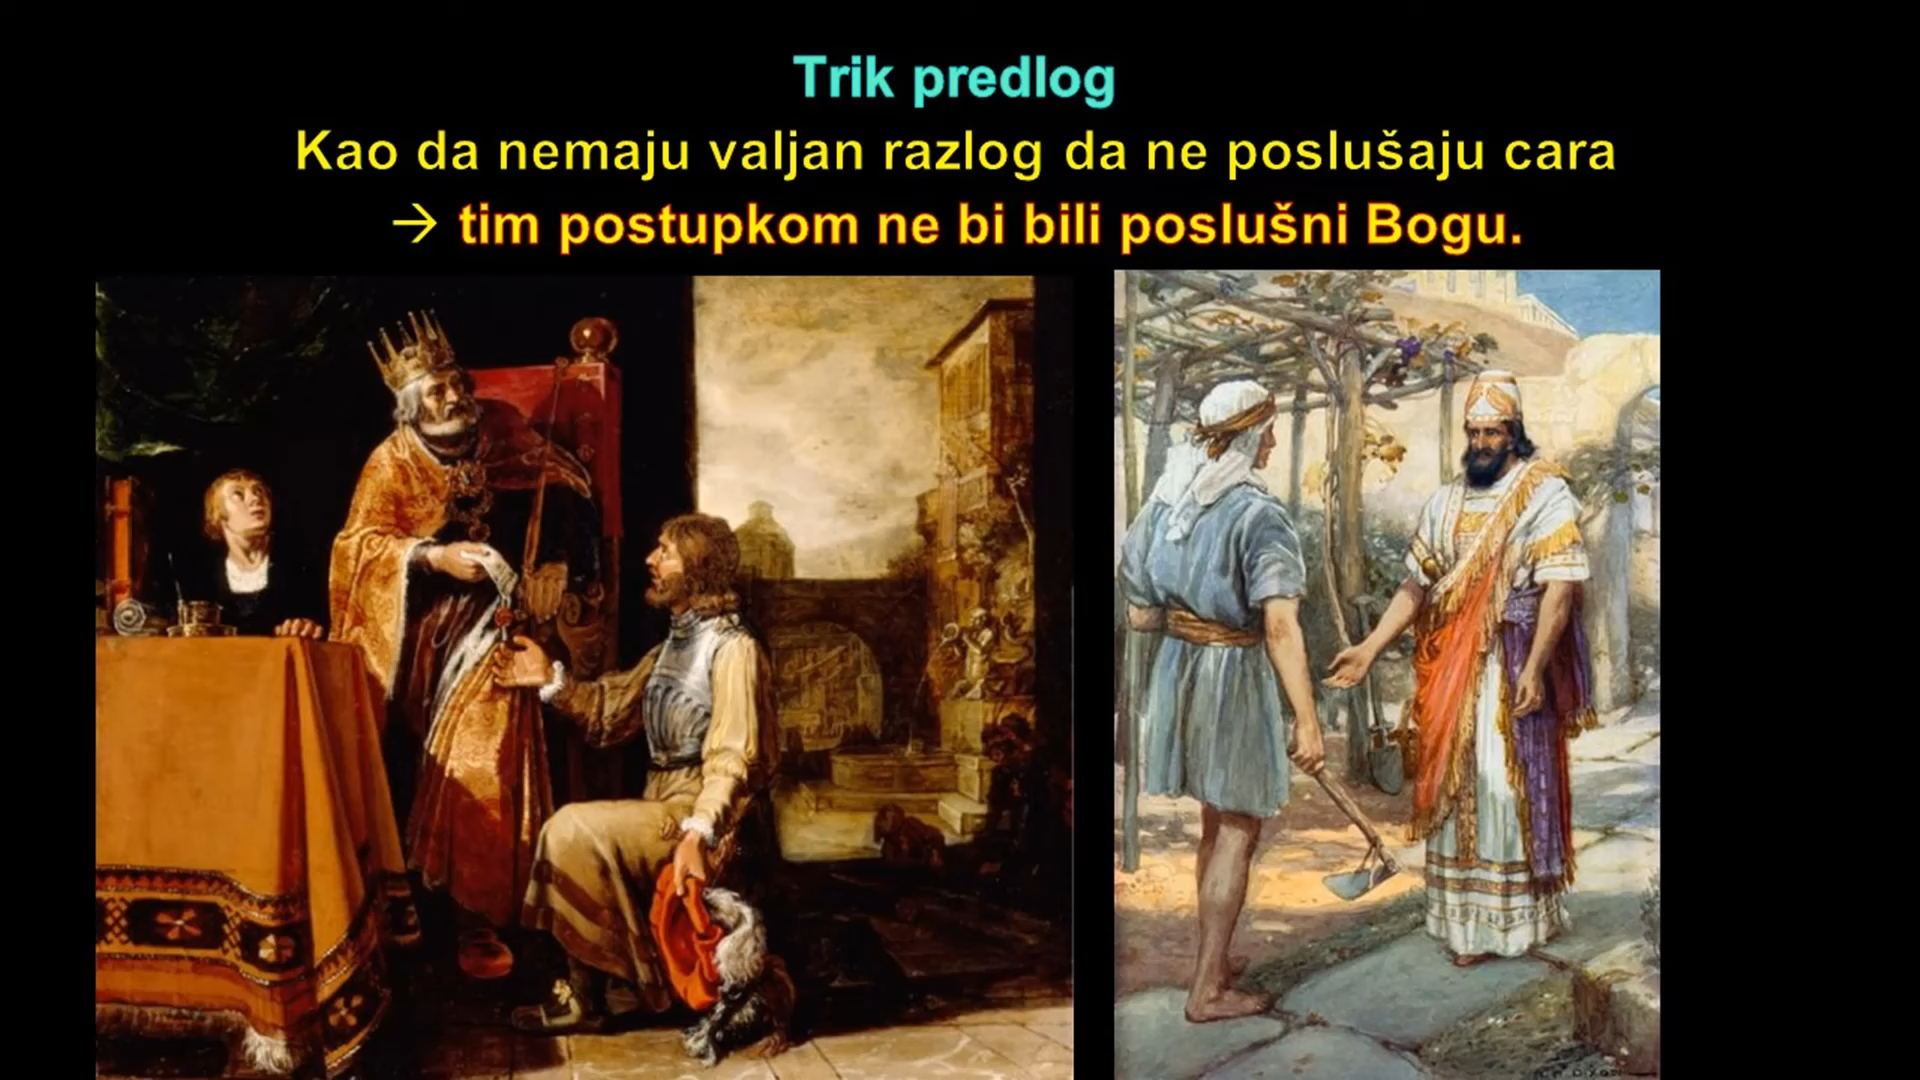 Trik predlog
Kao da nemaju valjan razlog da ne poslušaju cara
→ tim postupkom ne bi bili poslušni Bogu.